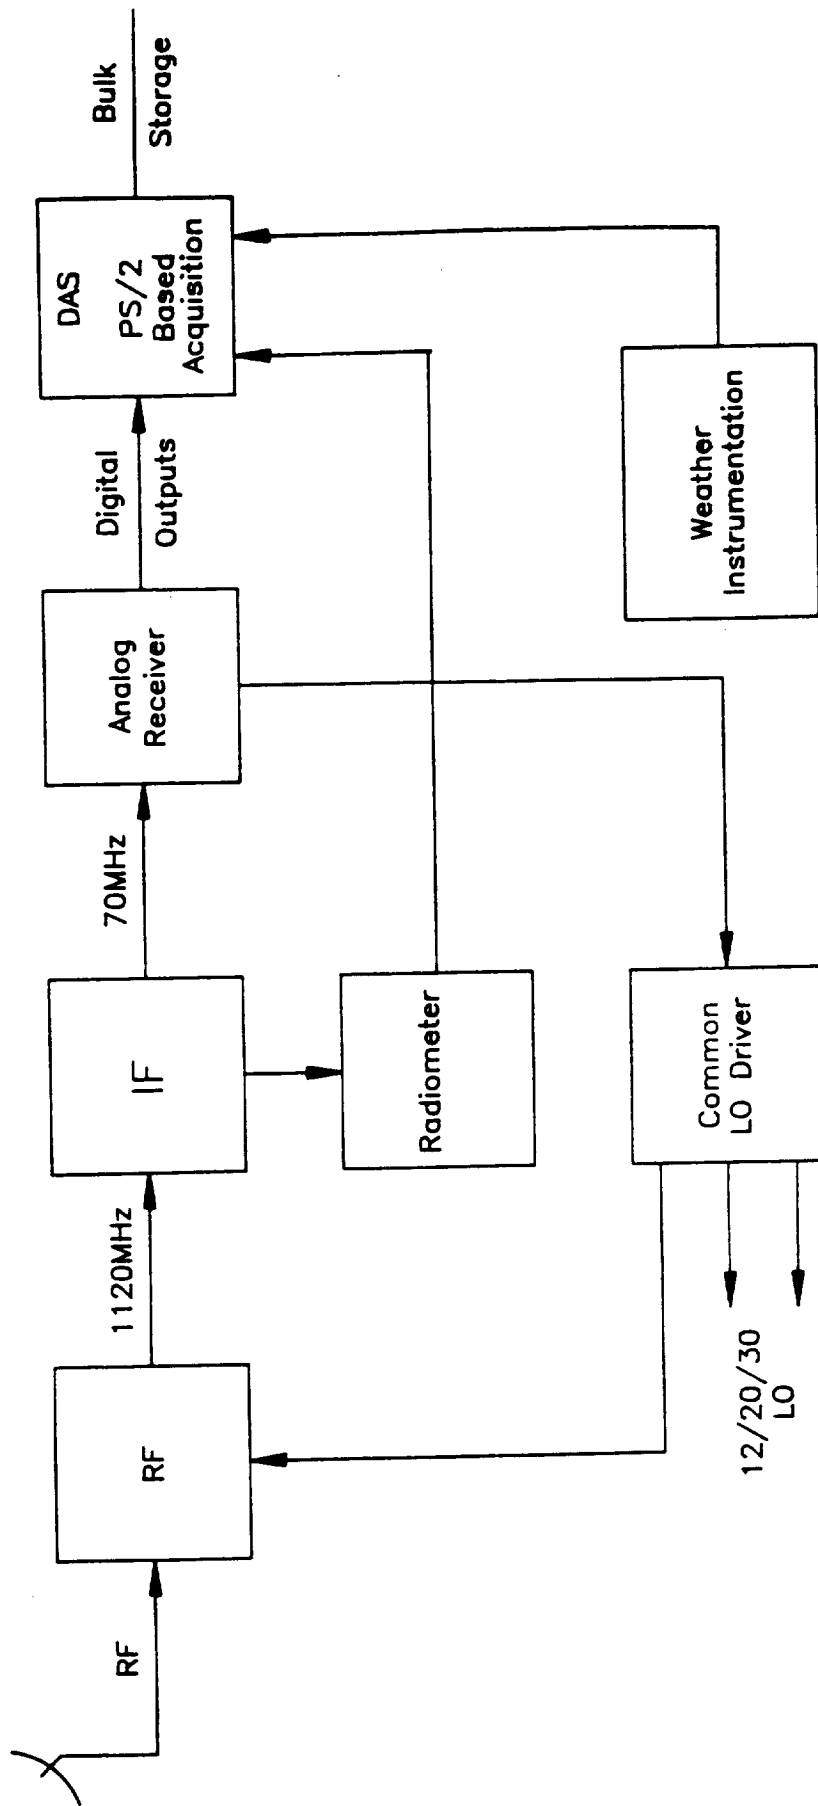 RF
RF
1120MHz
IF
70MHz
Analog
Receiver
Digital
Outputs
DAS
PS/2
Based
Acquisition
Bulk
Storage
Radiometer
Common
LO Driver
12/20/30
LO
Weather
Instrumentation